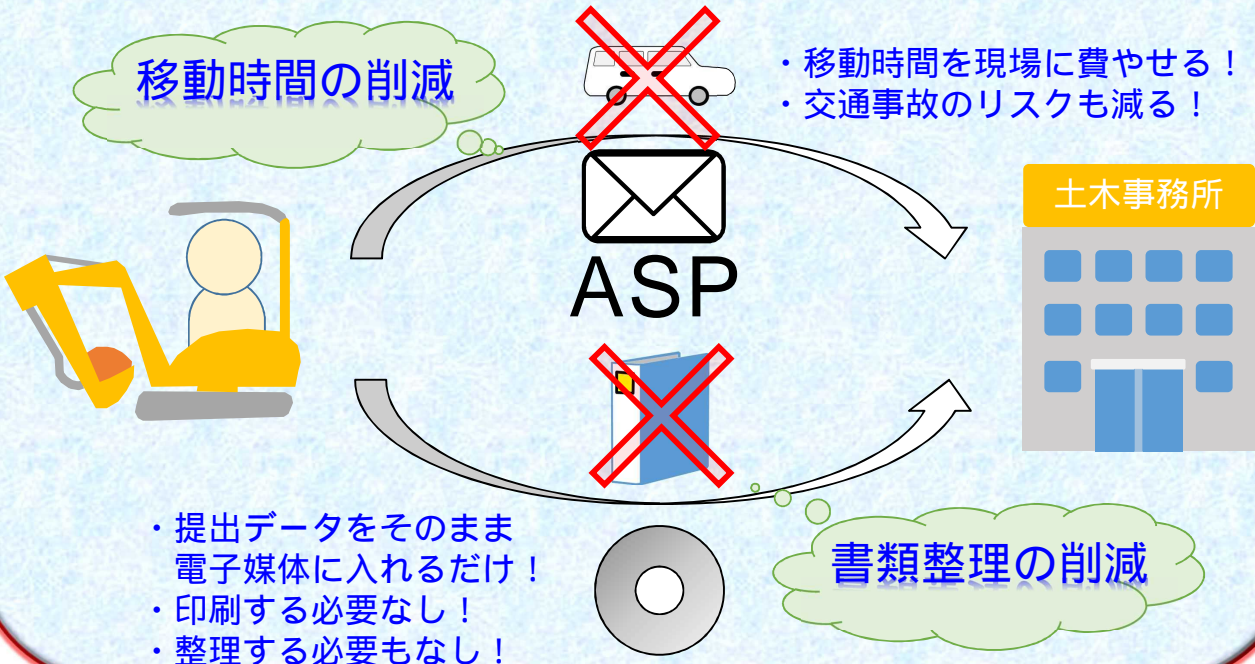 移動時間の削減
・移動時間を現場に費やせる！
・交通事故のリスクも減る！
土木事務所
ASP
・提出データをそのまま
電子媒体に入れるだけ！
・印刷する必要なし！
・整理する必要もなし！
書類整理の削減